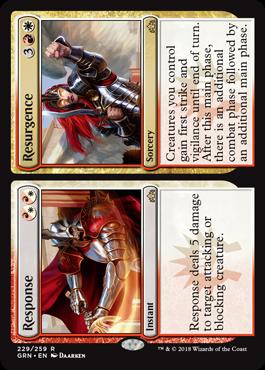 Resurgence
3
Sorcery
Creatures you control
gain first strike and
vigilance until end of turn.
After this main phase,
there is an additional
combat phase followed by
an additional main phase.
Response
Instant
Response deals 5 damage
to target attacking or
blocking creature.
229/259 R
GRN • EN DAARKEN
™ & © 2018 Wizards of the Coast